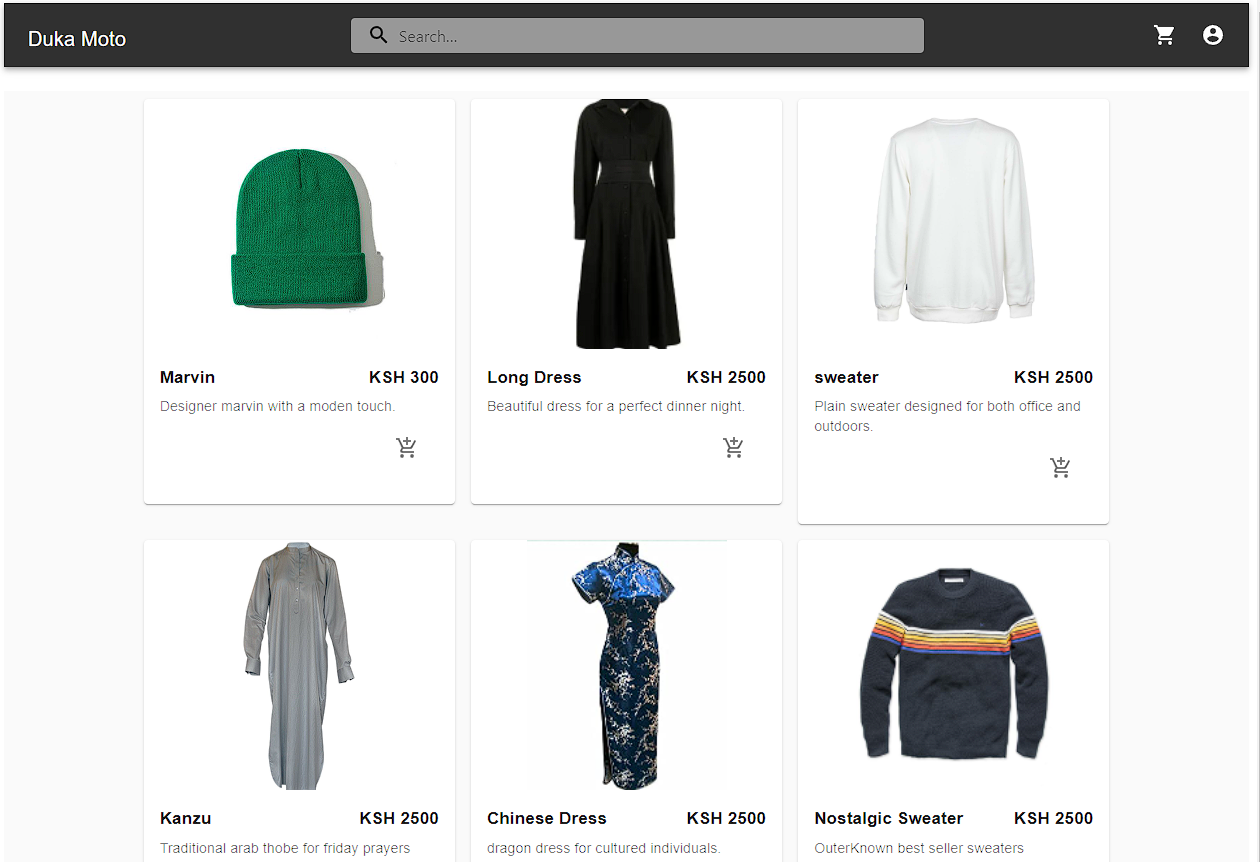 Duka Moto
Search...
Marvin KSH 300
Designer marvin with a moden touch.
Long Dress KSH 2500
Beautiful dress for a perfect dinner night.
sweater KSH 2500
Plain sweater designed for both office and
outdoors.
Kanzu KSH 2500
Traditional arab thobe for friday prayers
Chinese Dress KSH 2500
dragon dress for cultured individuals.
Nostalgic Sweater KSH 2500
OuterKnown best seller sweaters